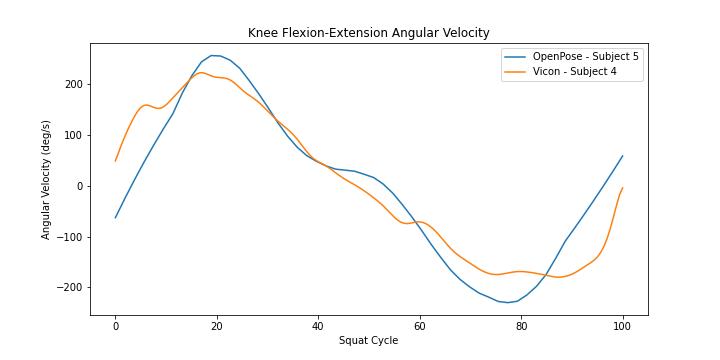 Knee Flexion-Extension Angular Velocity
OpenPose - Subject 5
Vicon - Subject 4
Angular Velocity (deg/s)
200
100
0
−100
−200
0
20
40
60
80
100
Squat Cycle